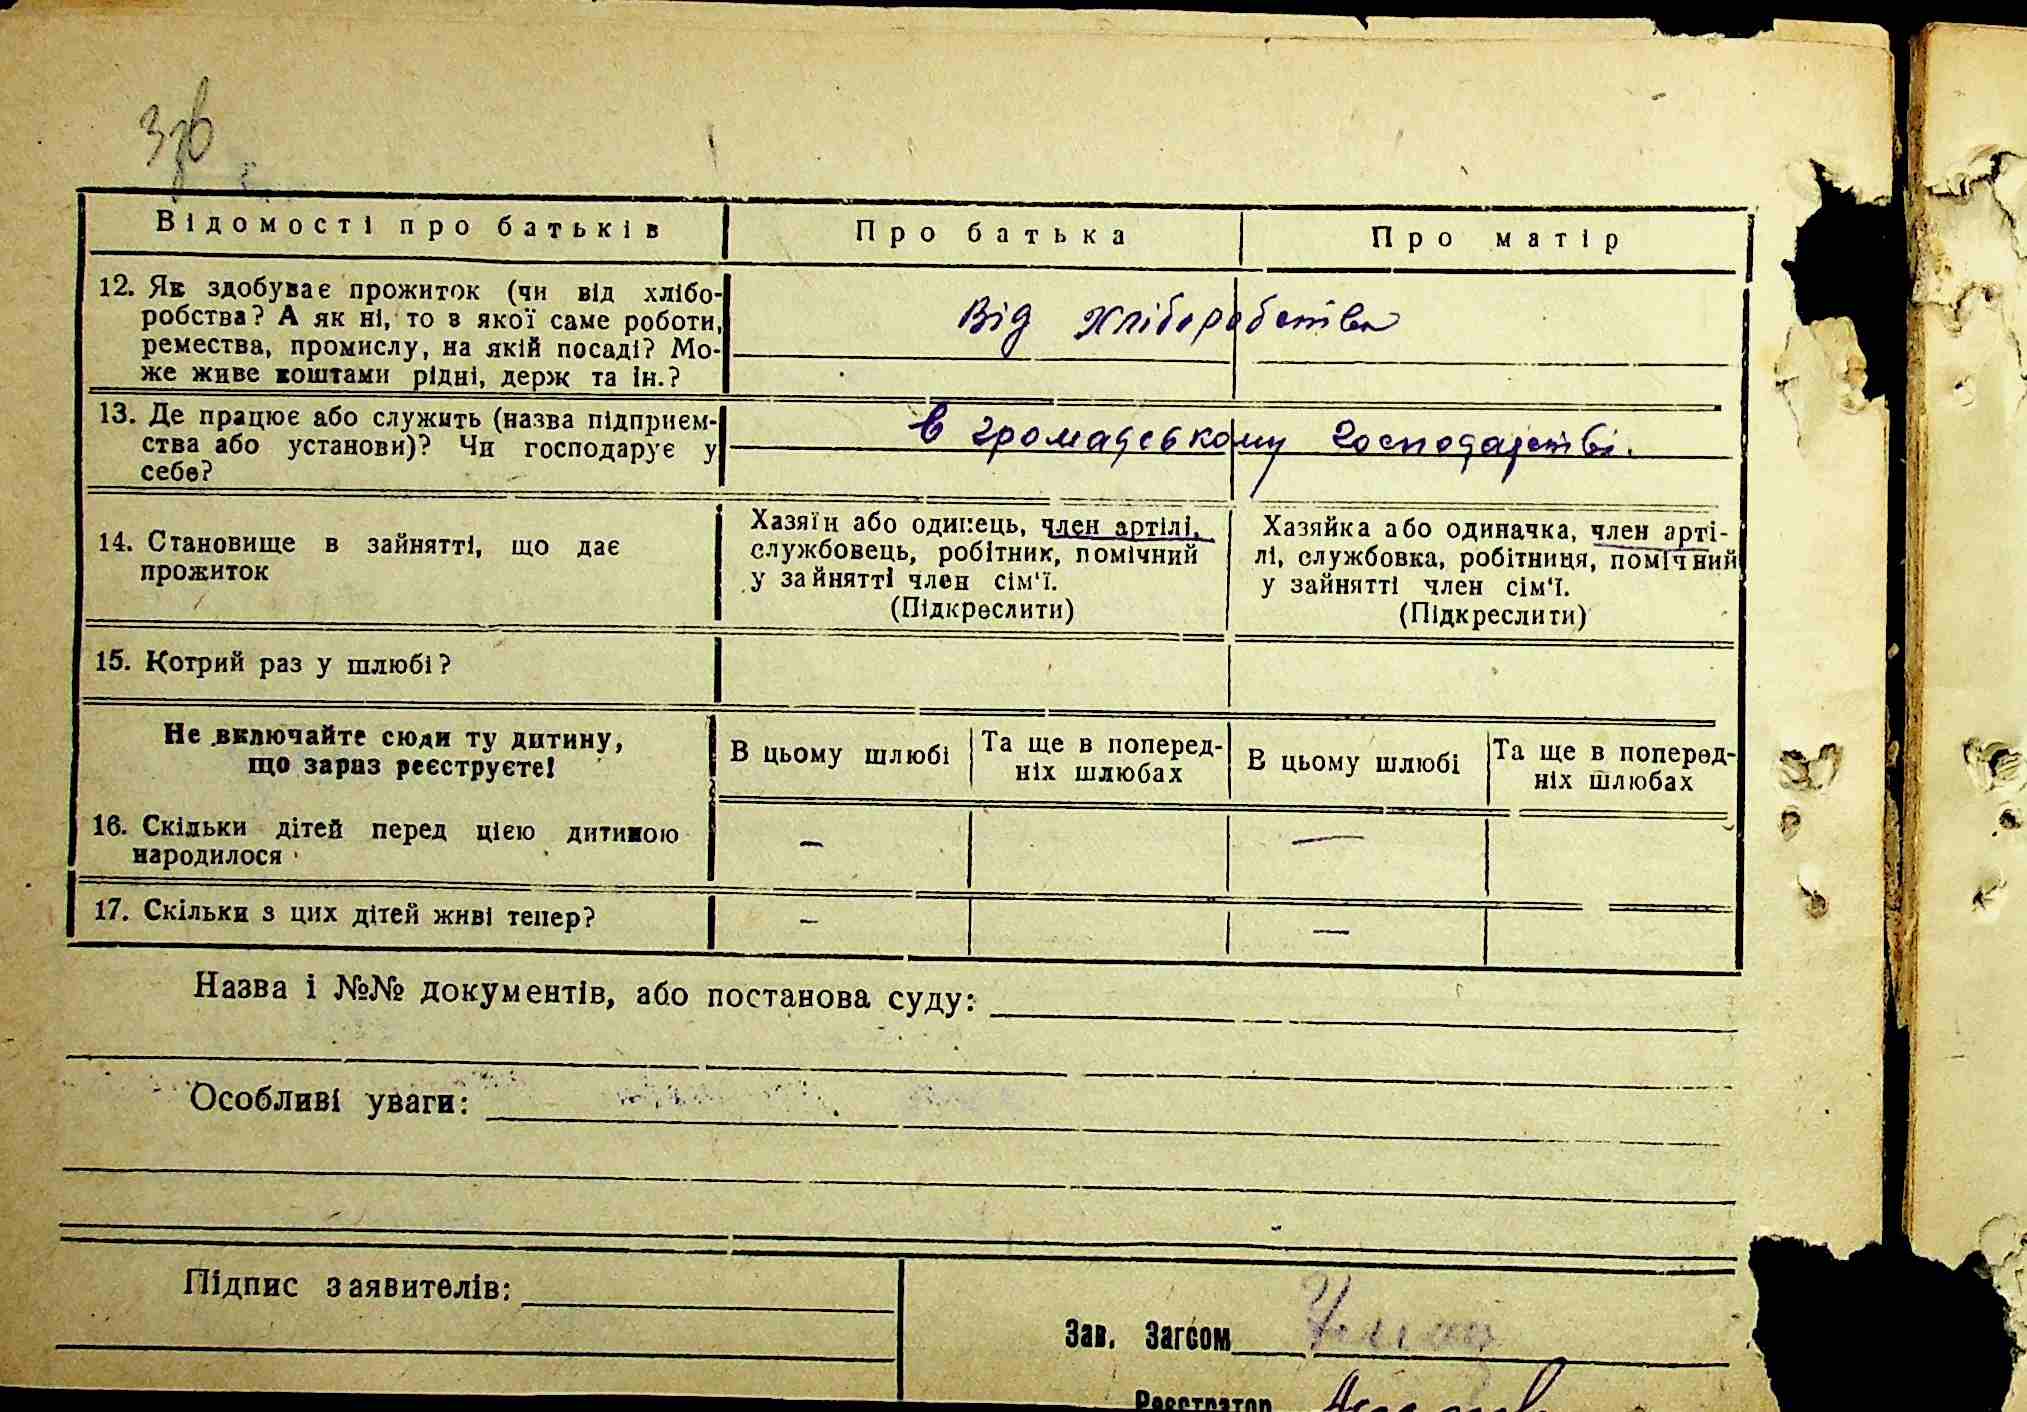 Ззв
Відомості про батьків
Про батька
Про матір
12. Як здобуває прожиток (чи від хлібо-
робства? А як ні, то в якої саме роботи,
ремества, промислу, на якій посаді? Мо-
же живе коштами рідні, держ та ін.?
Від хліборобства
13. Де працює або служить (назва підприєм-
ства або установи)? Чи господарує у
себе?
в громадському господарстві.
14. Становище в зайнятті, що дає
прожиток
Хазяїн або одинець, член артілі,
службовець, робітник, помічний
у зайнятті член сім'ї.
(Підкреслити)
Хазяйка або одиначка, член арті-
лі, службовка, робітниця, помічний
у зайнятті член сім'ї.
(Підкреслити)
15. Котрий раз у шлюбі?
Не включайте сюди ту дитину,
що зараз реєструєте!
В цьому шлюбі
Та ще в поперед-
ніх шлюбах
В цьому шлюбі
Та ще в поперед-
ніх шлюбах
16. Скільки дітей перед цією дитиною
народилося
— —
17. Скільки з цих дітей живі тепер?
— —
Назва і №№ документів, або постанова суду:
Особливі уваги:
Підпис заявителів:
Зав. Загсом
Реєстратор